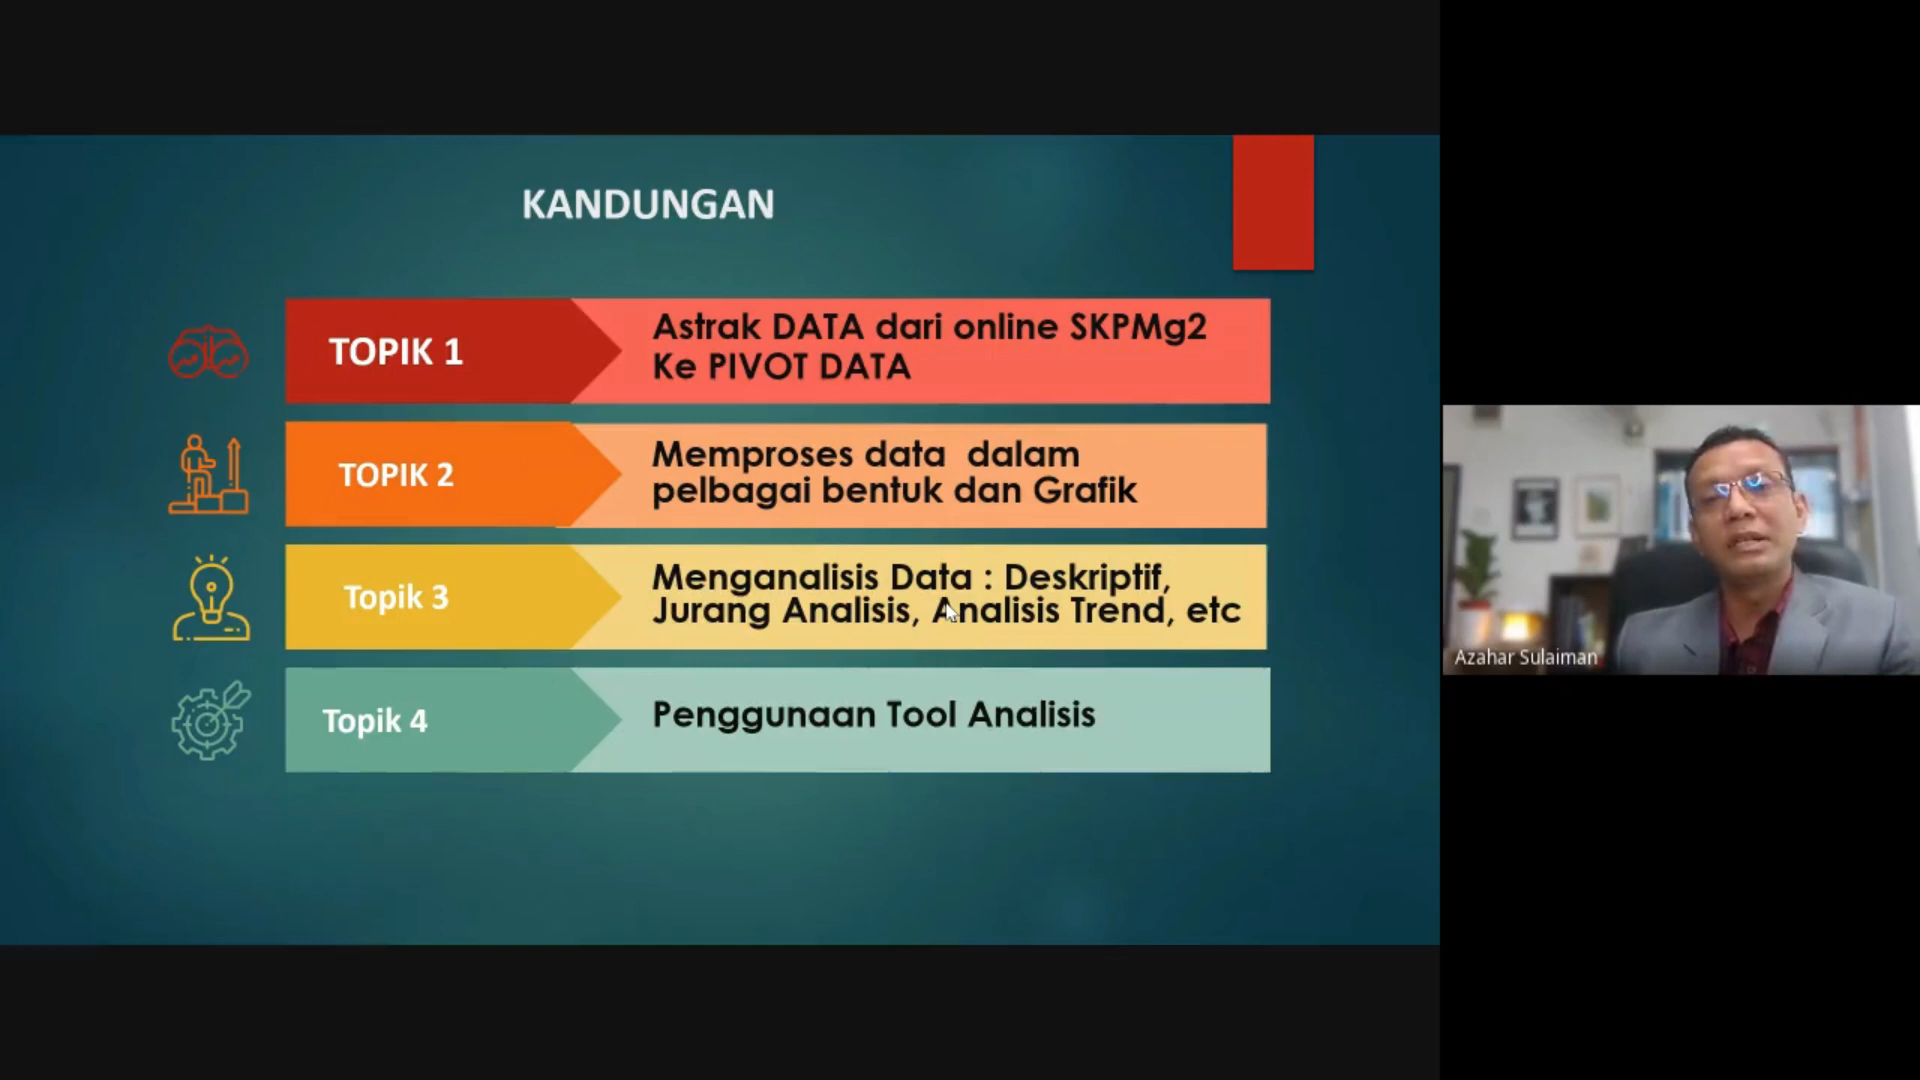 KANDUNGAN
TOPIK 1
Astrak DATA dari online SKPMg2
Ke PIVOT DATA
TOPIK 2
Memproses data  dalam
pelbagai bentuk dan Grafik
Topik 3
Menganalisis Data : Deskriptif,
Jurang Analisis, Analisis Trend, etc
Topik 4
Penggunaan Tool Analisis
Azahar Sulaiman